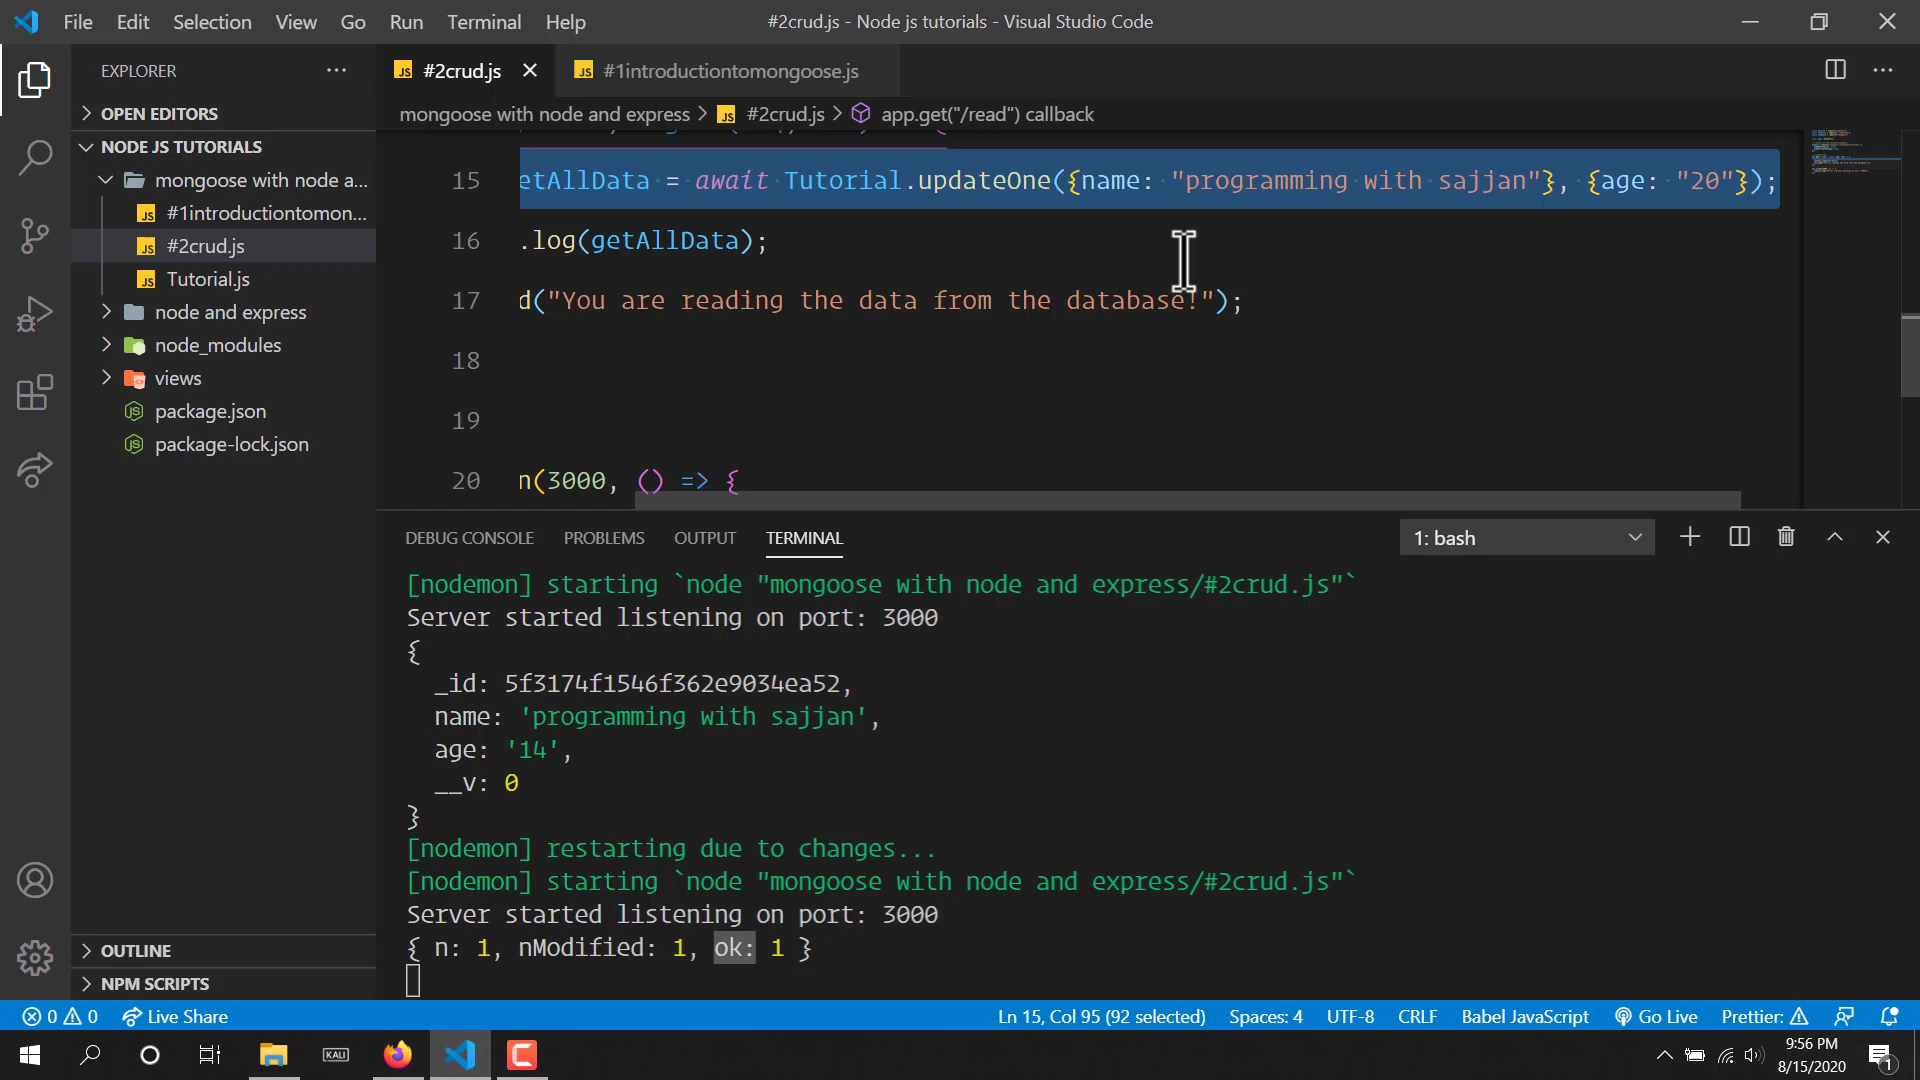 File Edit Selection View Go Run Terminal Help
#2crud.js - Node js tutorials - Visual Studio Code
EXPLORER
OPEN EDITORS
NODE JS TUTORIALS
mongoose with node a...
#1introductiontomon...
#2crud.js
Tutorial.js
node and express
node_modules
views
package.json
package-lock.json
OUTLINE
NPM SCRIPTS
#2crud.js
#1introductiontomongoose.js
mongoose with node and express > #2crud.js > app.get("/read") callback
15 etAllData = await Tutorial.updateOne({name: "programming with sajjan"}, {age: "20"});
16 .log(getAllData);
17 d("You are reading the data from the database!");
18
19
20 n(3000, () => {
DEBUG CONSOLE PROBLEMS OUTPUT TERMINAL
1: bash
[nodemon] starting `node "mongoose with node and express/#2crud.js"`
Server started listening on port: 3000
{
_id: 5f3174f1546f362e9034ea52,
name: 'programming with sajjan',
age: '14',
__v: 0
}
[nodemon] restarting due to changes...
[nodemon] starting `node "mongoose with node and express/#2crud.js"`
Server started listening on port: 3000
{ n: 1, nModified: 1, ok: 1 }
0 0 Live Share
Ln 15, Col 95 (92 selected) Spaces: 4 UTF-8 CRLF Babel JavaScript Go Live Prettier:
KALI
9:56 PM
8/15/2020
1